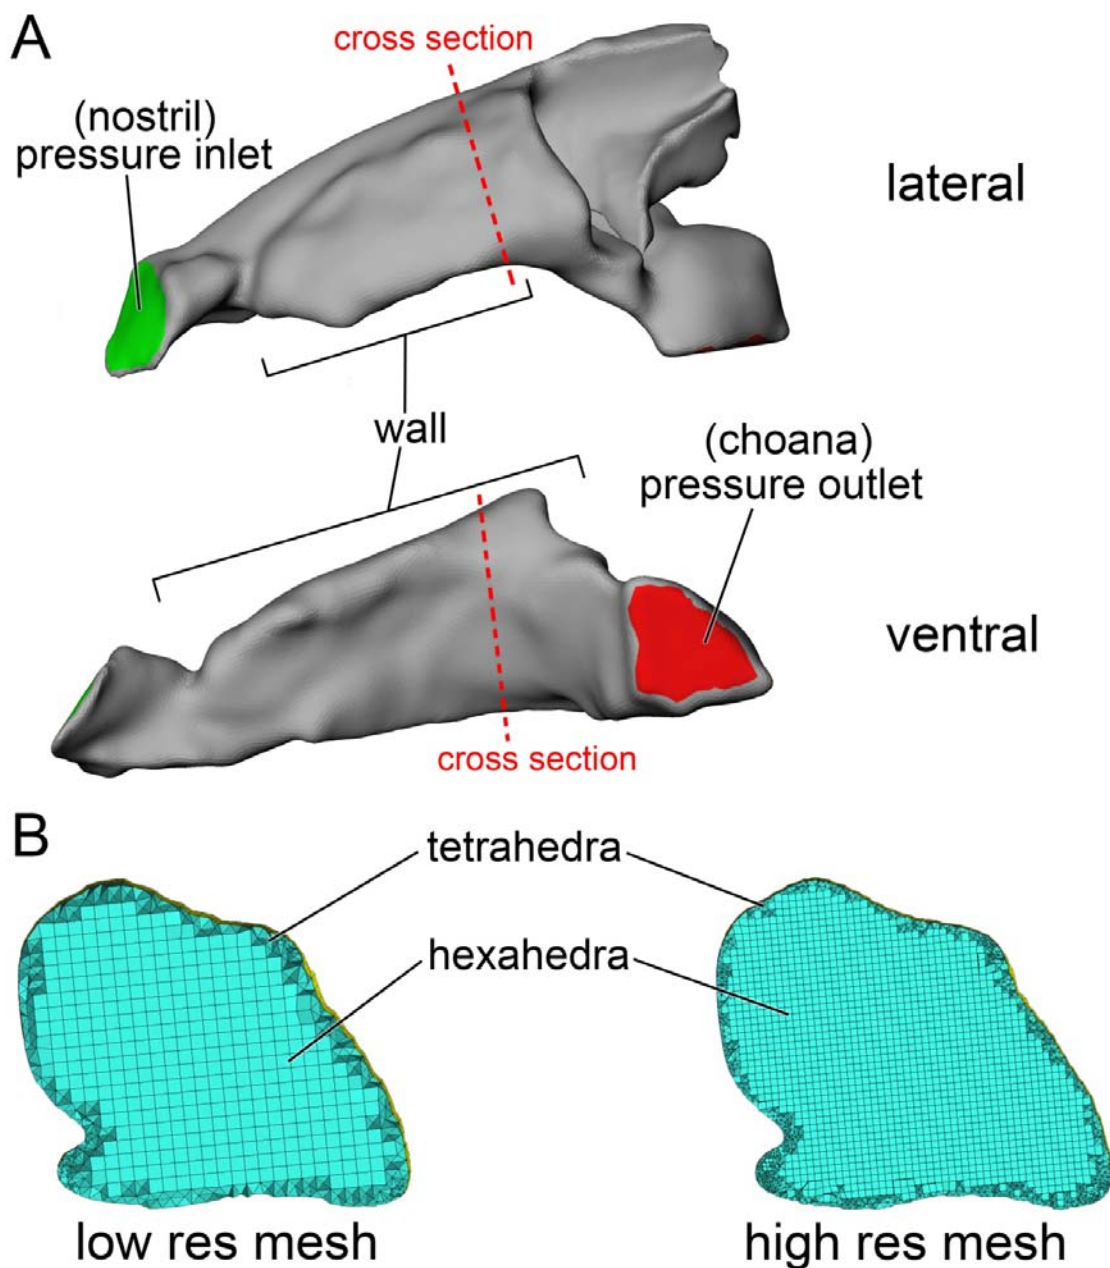 A
cross section
(nostril)
pressure inlet
lateral
wall
(choana)
pressure outlet
ventral
cross section
B
tetrahedra
hexahedra
low res mesh
high res mesh